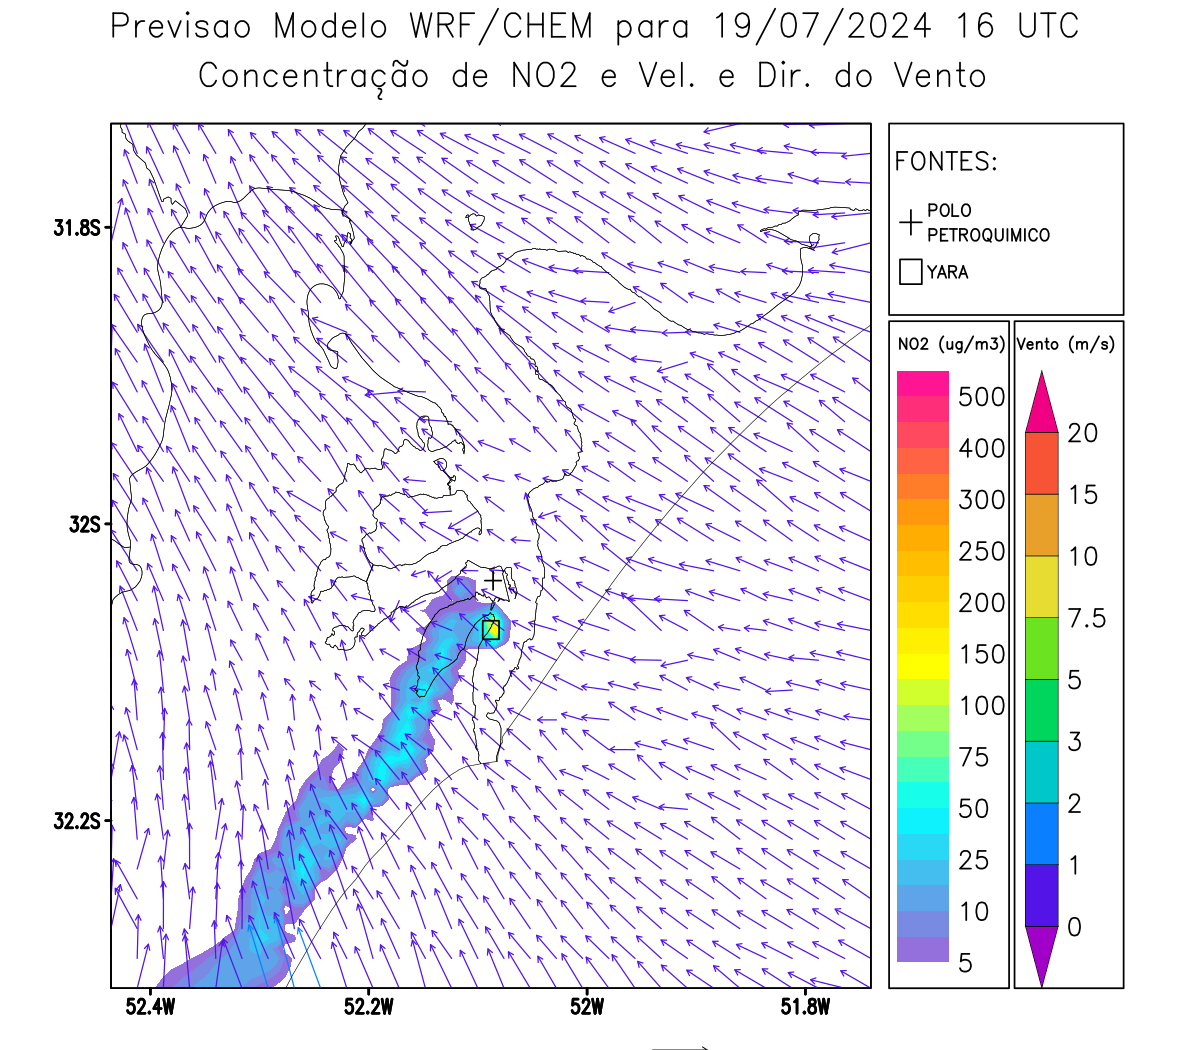 Previsao Modelo WRF/CHEM para 19/07/2024 16 UTC
Concentração de NO2 e Vel. e Dir. do Vento
FONTES:
POLO
PETROQUIMICO
YARA
31.8S
32S
32.2S
52.4W
52.2W
52W
51.8W
NO2 (ug/m3)
500
400
300
250
200
150
100
75
50
25
10
5
Vento (m/s)
20
15
10
7.5
5
3
2
1
0